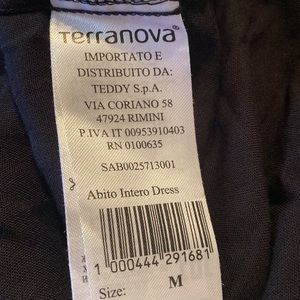 Terranova®
IMPORTATO E
DISTRIBUITO DA:
TEDDY S.p.A.
VIA CORIANO 58
47924 RIMINI
P.IVA IT 00953910403
RN 0100635
SAB0025713001
Abito Intero Dress
1 000444 291681
Size: M